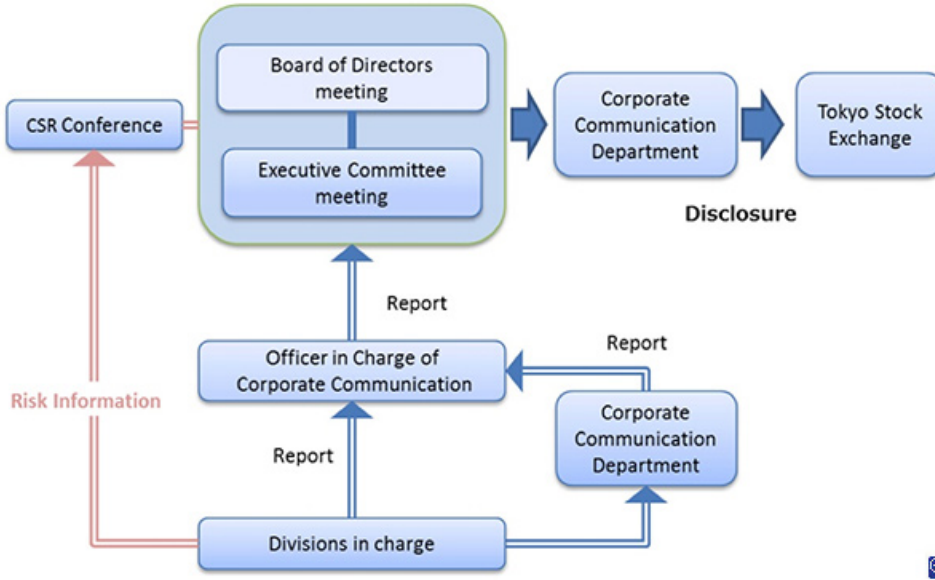 Board of Directors
meeting
CSR Conference
Executive Committee
meeting
Corporate
Communication
Department
Tokyo Stock
Exchange
Disclosure
Report
Officer in Charge of
Corporate Communication
Report
Risk Information
Corporate
Communication
Department
Report
Divisions in charge